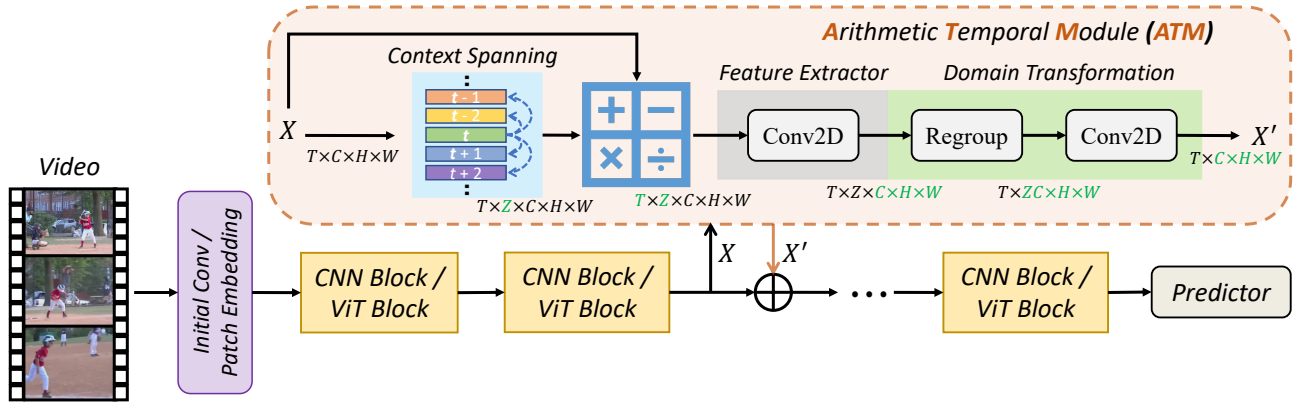 Arithmetic Temporal Module (ATM)
Context Spanning
Feature Extractor
Domain Transformation
t - 1
t - 2
t
t + 1
t + 2
X
T×C×H×W
+ −
× ÷
Conv2D
Regroup
Conv2D
X′
T×C×H×W
T×Z×C×H×W
T×Z×C×H×W
T×Z×C×H×W
T×ZC×H×W
Video
Initial Conv /
Patch Embedding
CNN Block /
ViT Block
CNN Block /
ViT Block
X
X′
...
CNN Block /
ViT Block
Predictor